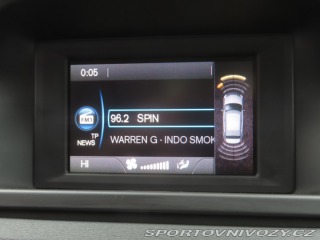 0:05
FM1
96.2 SPIN
TP
NEWS
WARREN G - INDO SMOK
HI
SPORTOVNIVOZY.CZ